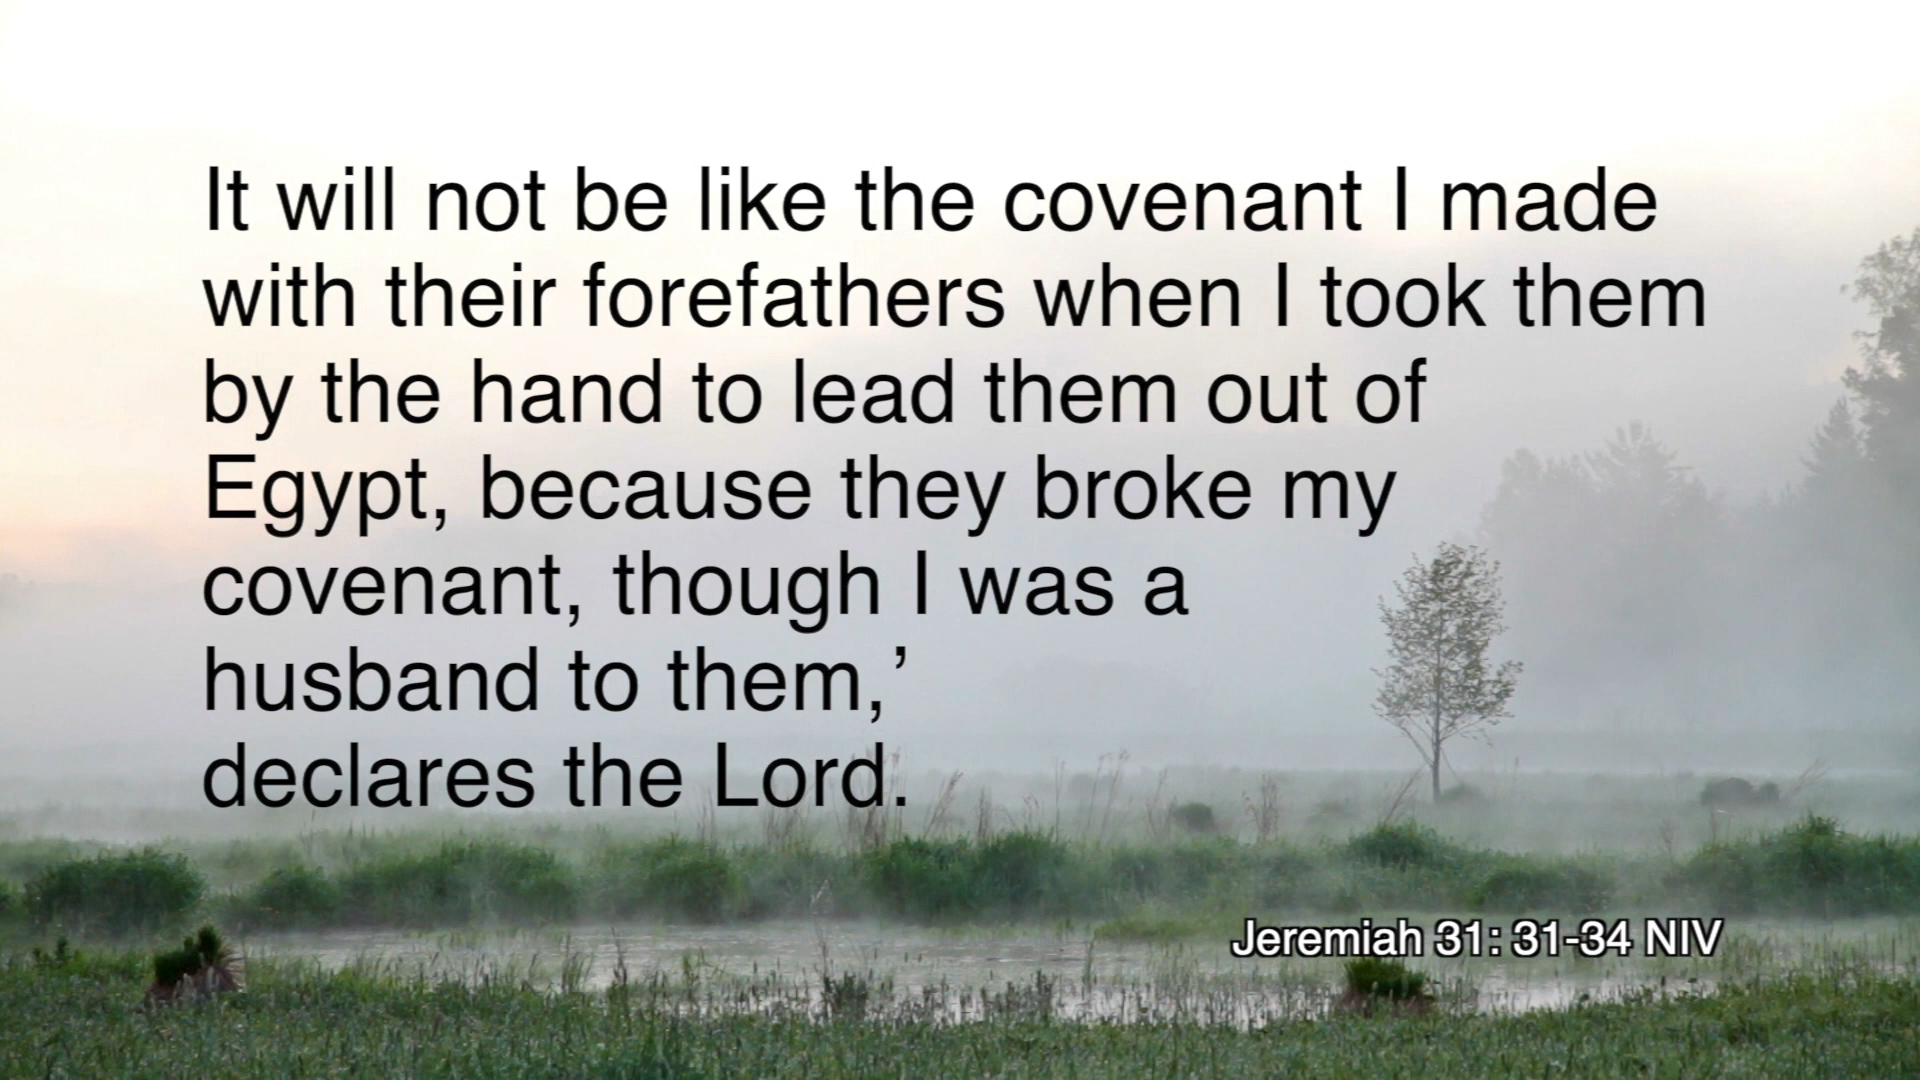 It will not be like the covenant I made
with their forefathers when I took them
by the hand to lead them out of
Egypt, because they broke my
covenant, though I was a
husband to them,’
declares the Lord.
Jeremiah 31: 31-34 NIV